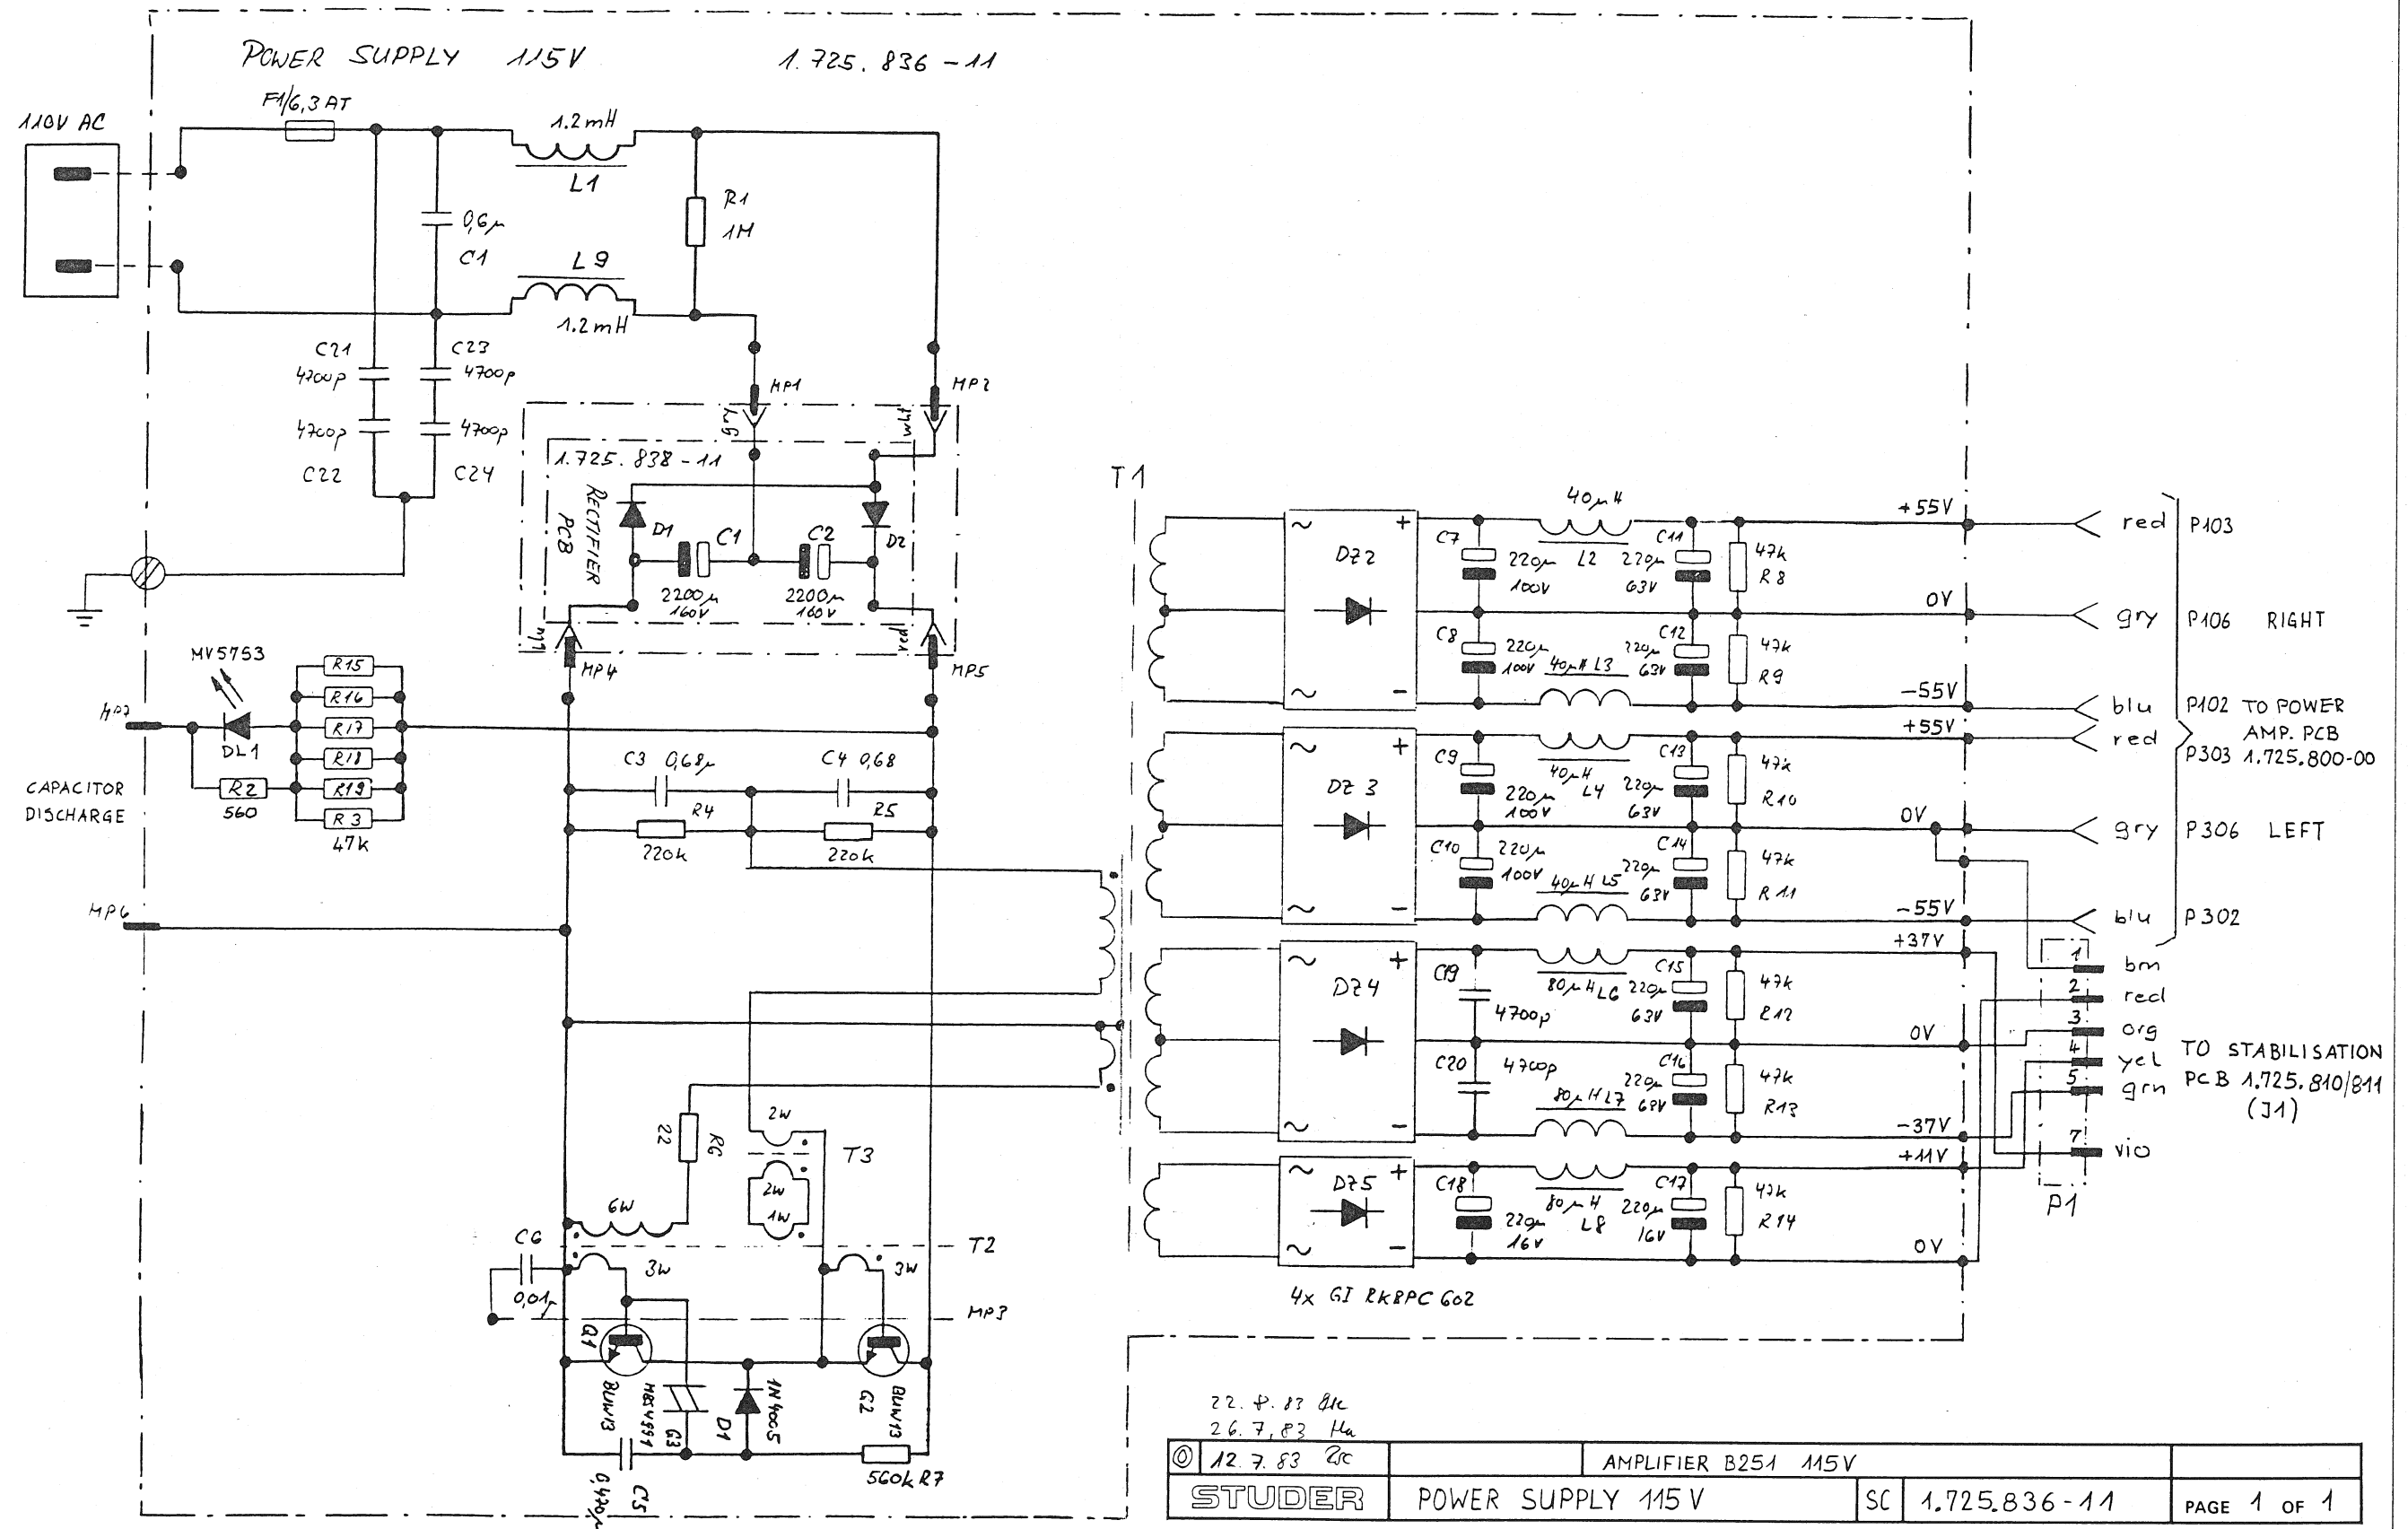 POWER SUPPLY 115V
1.725.836-11
F1/6,3 AT
110V AC
1.2mH
L1
R1
1M
0,6µ
C1
L9
1.2mH
C21
4700p
C23
4700p
4700p
C22
4700p
C24
MP1
MP2
wht
1.725.838-11
RECTIFIER
PCB
D1
C1
C2
D2
2200µ
160V
2200µ
160V
red
MP4
MP5
MV5753
DL1
R15
R16
R17
R18
R19
R3
47k
R2
560
CAPACITOR
DISCHARGE
MP6
C3 0,68µ
C4 0,68
R4
R5
220k
220k
22
R6
2W
T3
2W
1W
6W
T2
C6
0,01µ
3W
3W
MP3
Q1
BUW13
D1
1N4005
BUW13
C5
0,47µ
560k R7
T1
DZ2
~
+
~
-
C7
220µ
100V
40µH
L2
C11
220µ
63V
47k
R8
+55V
red
P103
0V
gry
P106 RIGHT
C8
220µ
100V
40µH L3
C12
220µ
63V
47k
R9
-55V
blu
P102 TO POWER
AMP. PCB
1.725.800-00
DZ3
~
+
~
-
C9
220µ
100V
40µH
L4
C13
220µ
63V
47k
R10
+55V
red
P303
0V
gry
P306 LEFT
C10
220µ
100V
40µH L5
C14
220µ
63V
47k
R11
-55V
blu
P302
DZ4
~
+
~
-
C19
4700p
80µH L6
C15
220µ
63V
47k
R12
+37V
0V
C20
4700p
80µH L7
C16
220µ
63V
47k
R13
-37V
DZ5
~
+
~
-
C18
220µ
16V
80µH
L8
C17
220µ
16V
47k
R14
+11V
0V
1 brn
2 red
3 org
4 yel
5 grn
7 vio
P1
TO STABILISATION
PCB 1.725.810/811
(J1)
4x GI RKBPC 602
22.8.83
26.7.83
12.7.83
AMPLIFIER B251 115V
STUDER
POWER SUPPLY 115V
SC
1.725.836-11
PAGE 1 OF 1